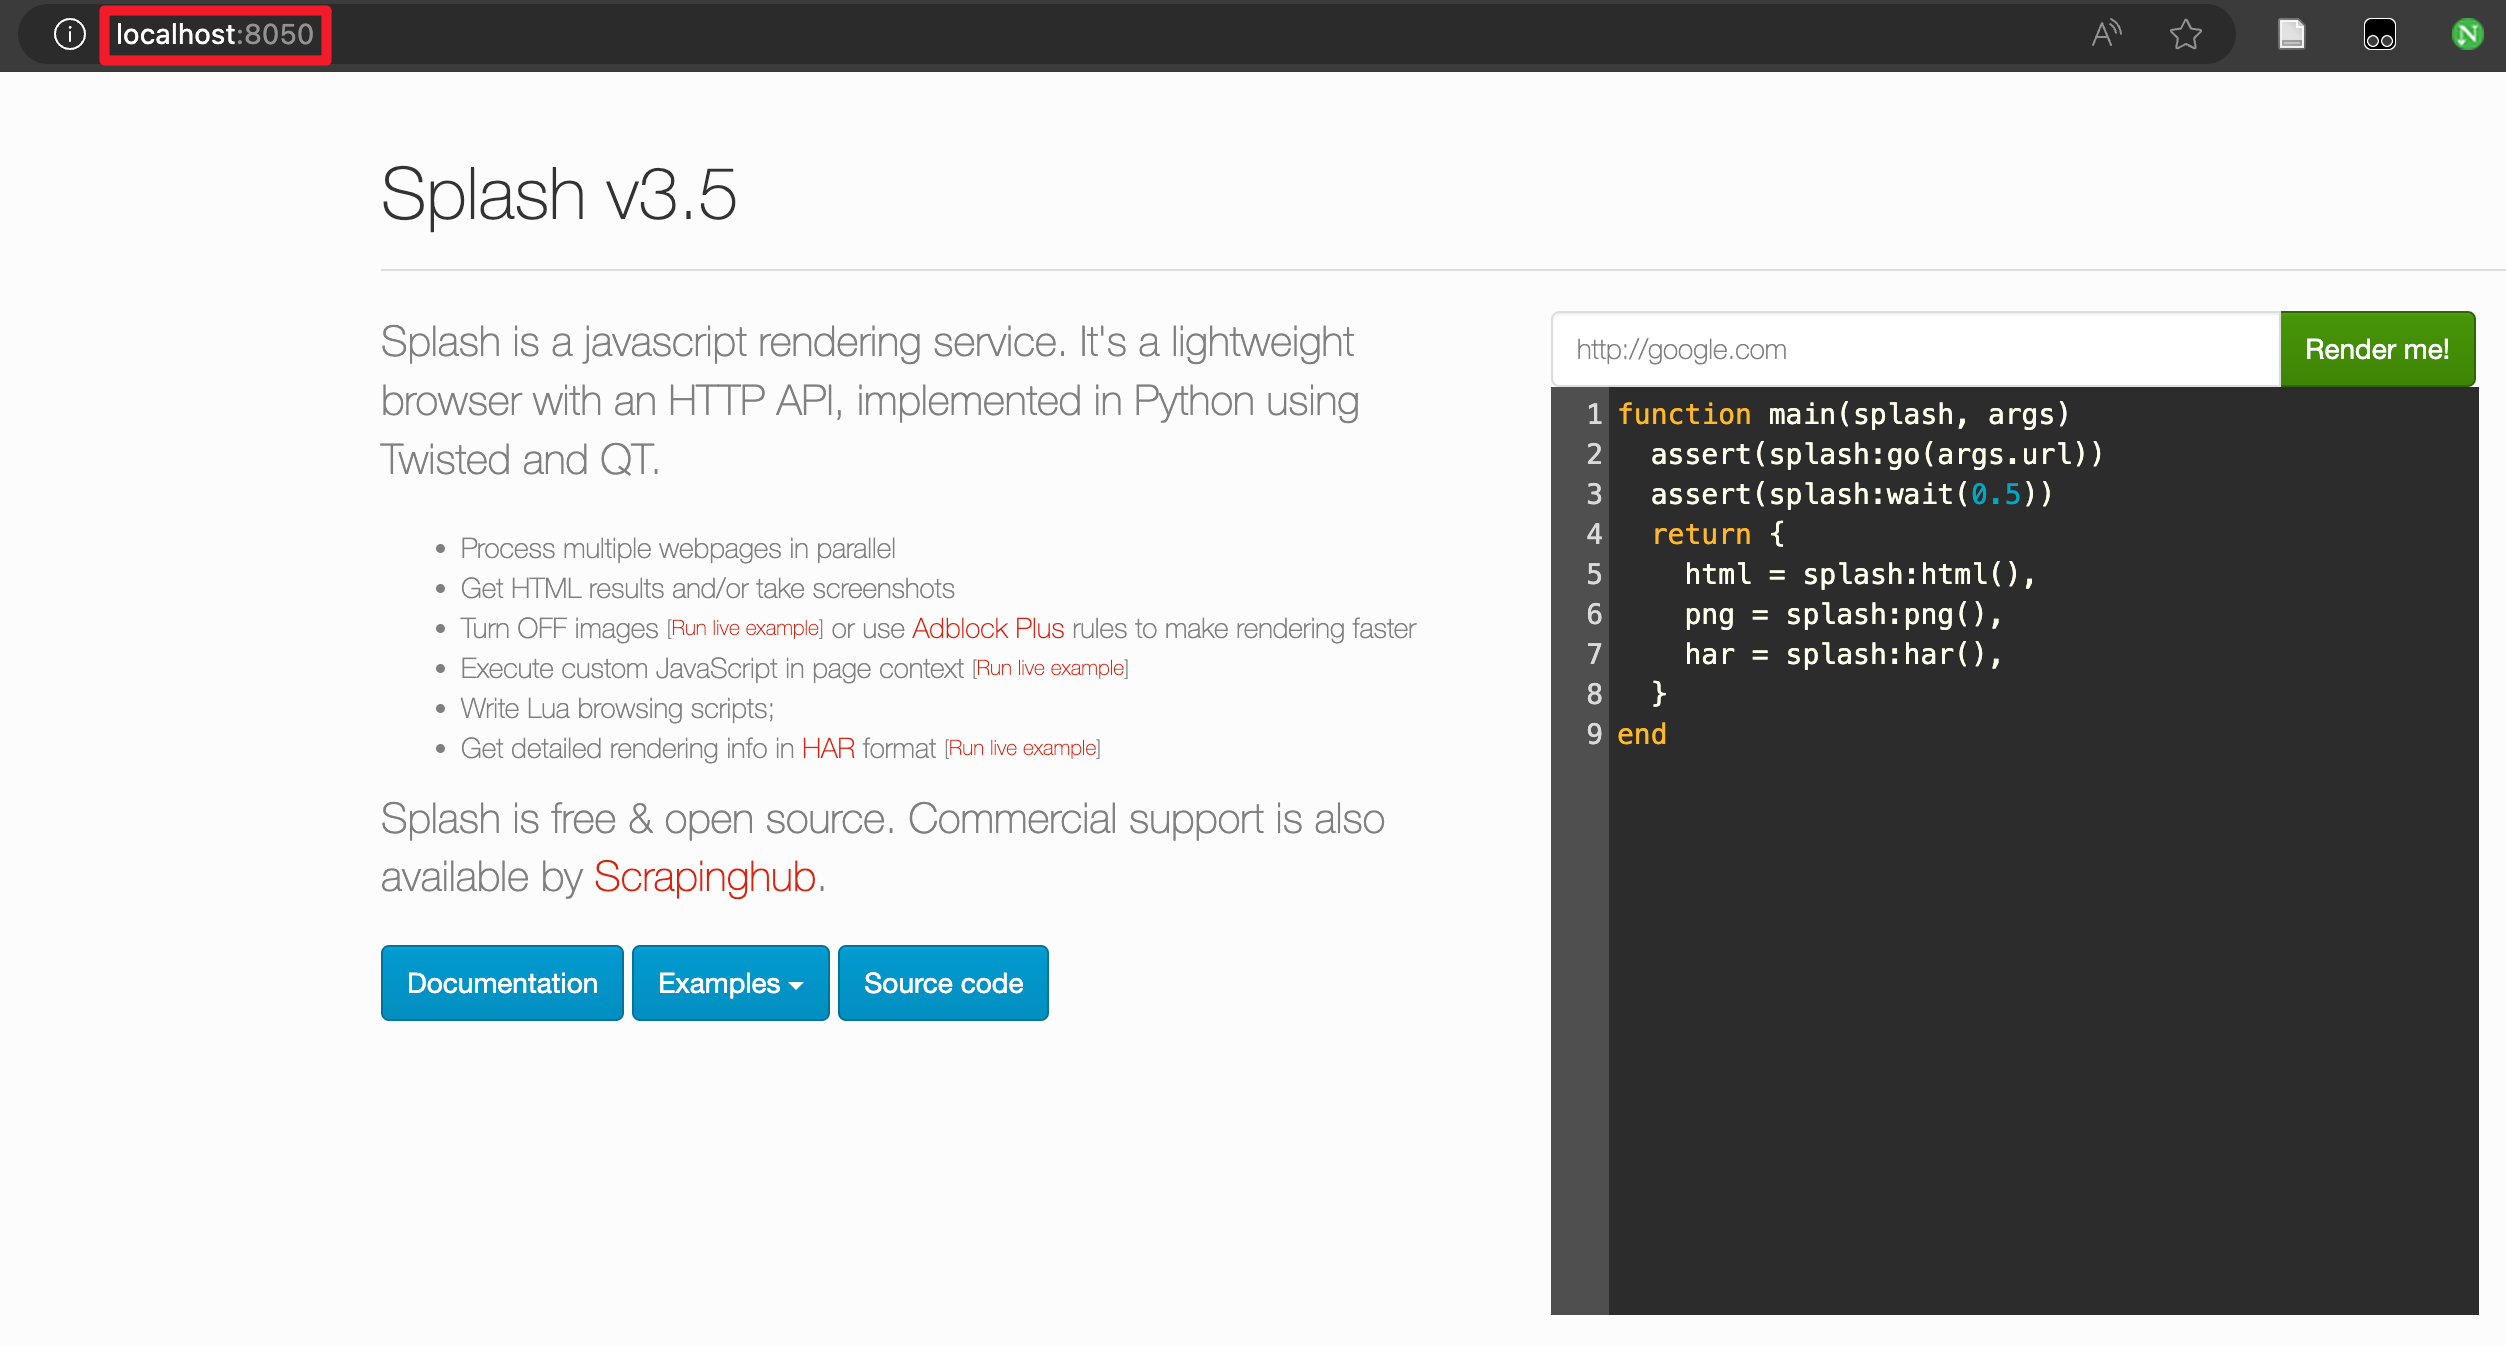 localhost:8050
Splash v3.5
Splash is a javascript rendering service. It's a lightweight
browser with an HTTP API, implemented in Python using
Twisted and QT.
• Process multiple webpages in parallel
• Get HTML results and/or take screenshots
• Turn OFF images [Run live example] or use Adblock Plus rules to make rendering faster
• Execute custom JavaScript in page context [Run live example]
• Write Lua browsing scripts;
• Get detailed rendering info in HAR format [Run live example]
Splash is free & open source. Commercial support is also
available by Scrapinghub.
Documentation
Examples
Source code
http://google.com
Render me!
1 function main(splash, args)
2   assert(splash:go(args.url))
3   assert(splash:wait(0.5))
4   return {
5     html = splash:html(),
6     png = splash:png(),
7     har = splash:har(),
8   }
9 end